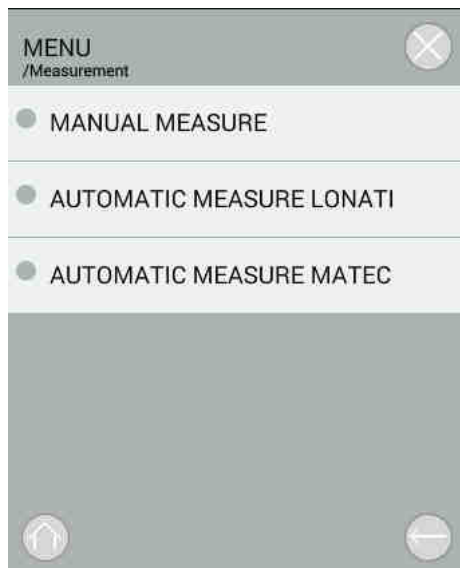 MENU
/Measurement
MANUAL MEASURE
AUTOMATIC MEASURE LONATI
AUTOMATIC MEASURE MATEC